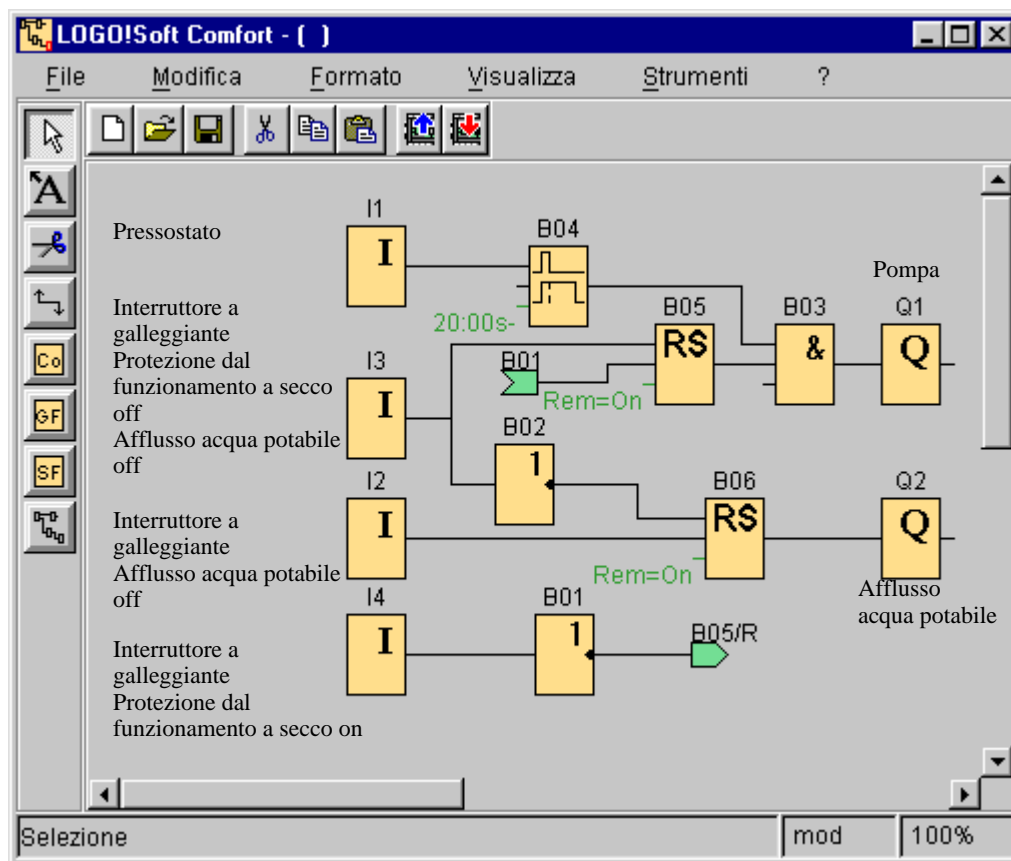 LOGO!Soft Comfort - ( )
File Modifica Formato Visualizza Strumenti ?
A
Co
GF
SF
Pressostato
I1
I
B04
20:00s-
Interruttore a
galleggiante
Protezione dal
funzionamento a secco
off
Afflusso acqua potabile
off
I3
I
B01
B05
RS
Rem=On
B03
&
Pompa
Q1
Q
B02
1
Interruttore a
galleggiante
Afflusso acqua potabile
off
I2
I
B06
RS
Rem=On
Q2
Q
Afflusso
acqua potabile
Interruttore a
galleggiante
Protezione dal
funzionamento a secco on
I4
I
B01
1
B05/R
Selezione mod 100%